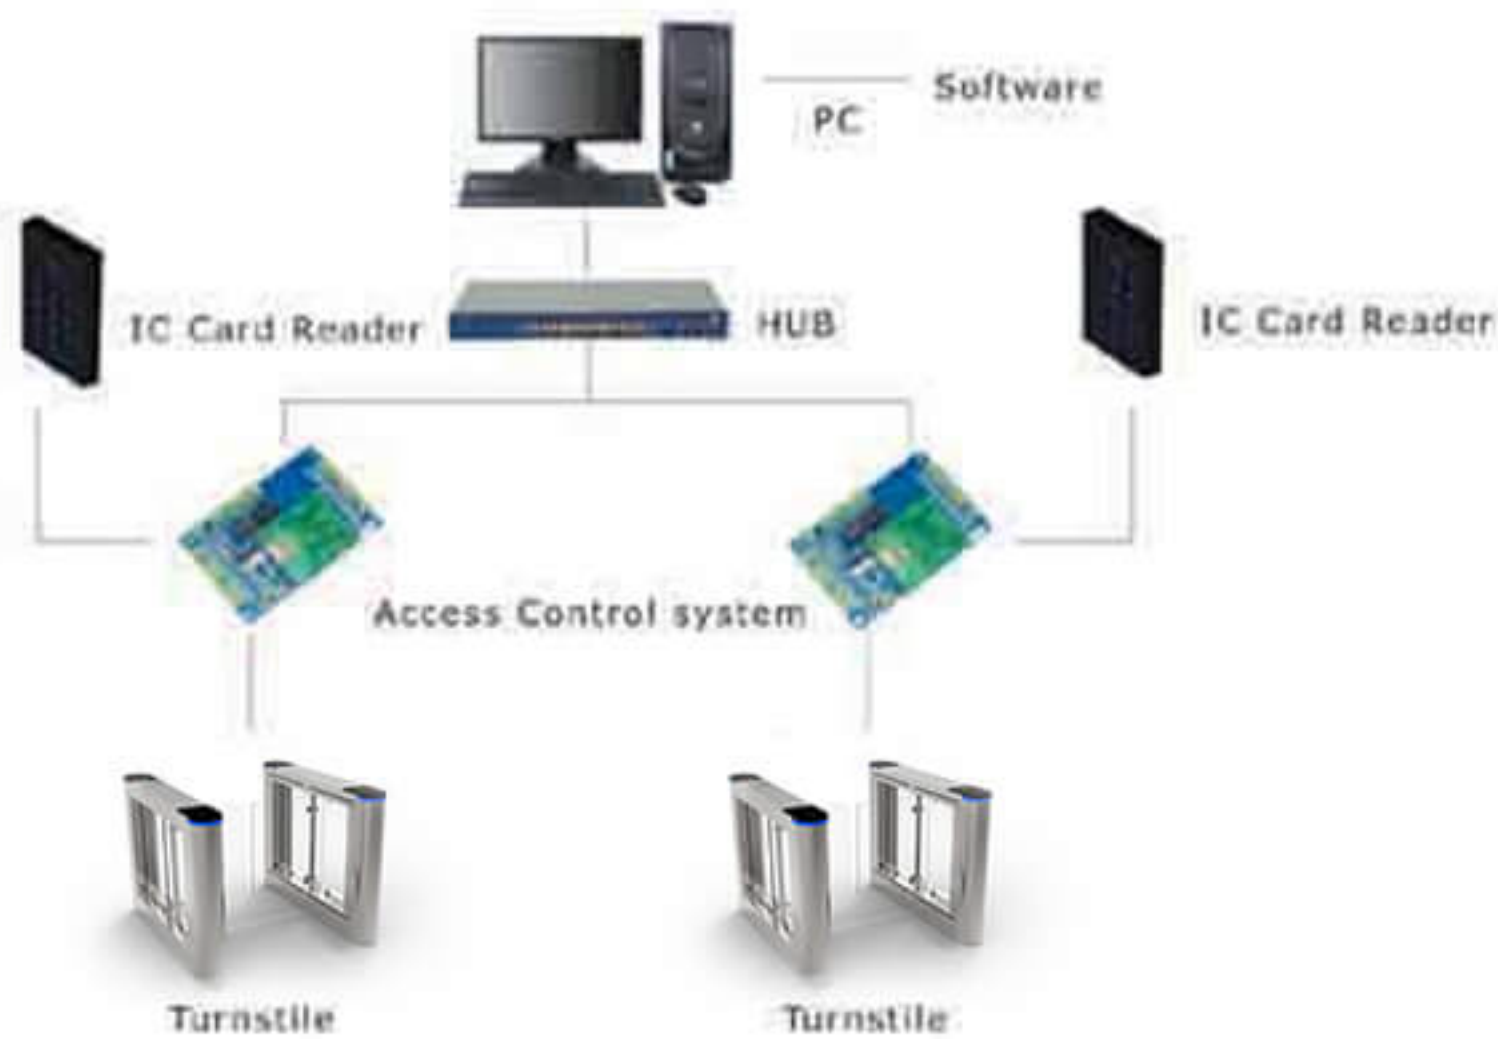 Software
PC
IC Card Reader
HUB
IC Card Reader
Access Control system
Turnstile
Turnstile